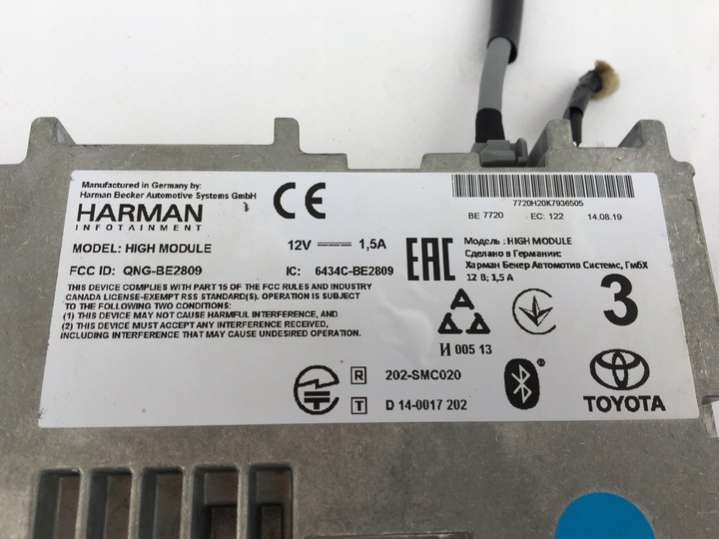 Manufactured in Germany by:
Harman Becker Automotive Systems GmbH
HARMAN
INFOTAINMENT
CE
MODEL: HIGH MODULE
12V 1,5A
FCC ID: QNG-BE2809
IC: 6434C-BE2809
THIS DEVICE COMPLIES WITH PART 15 OF THE FCC RULES AND INDUSTRY
CANADA LICENSE-EXEMPT RSS STANDARD(S). OPERATION IS SUBJECT
TO THE FOLLOWING TWO CONDITIONS:
(1) THIS DEVICE MAY NOT CAUSE HARMFUL INTERFERENCE, AND
(2) THIS DEVICE MUST ACCEPT ANY INTERFERENCE RECEIVED,
INCLUDING INTERFERENCE THAT MAY CAUSE UNDESIRED OPERATION.
7720H20K7936505
BE 7720 EC: 122 14.08.19
EAC
Модель: HIGH MODULE
Сделано в Германии:
Харман Бекер Аутомотив Системс, ГмбХ
12 В; 1,5 А
3
И 005 13
R 202-SMC020
T D 14-0017 202
TOYOTA